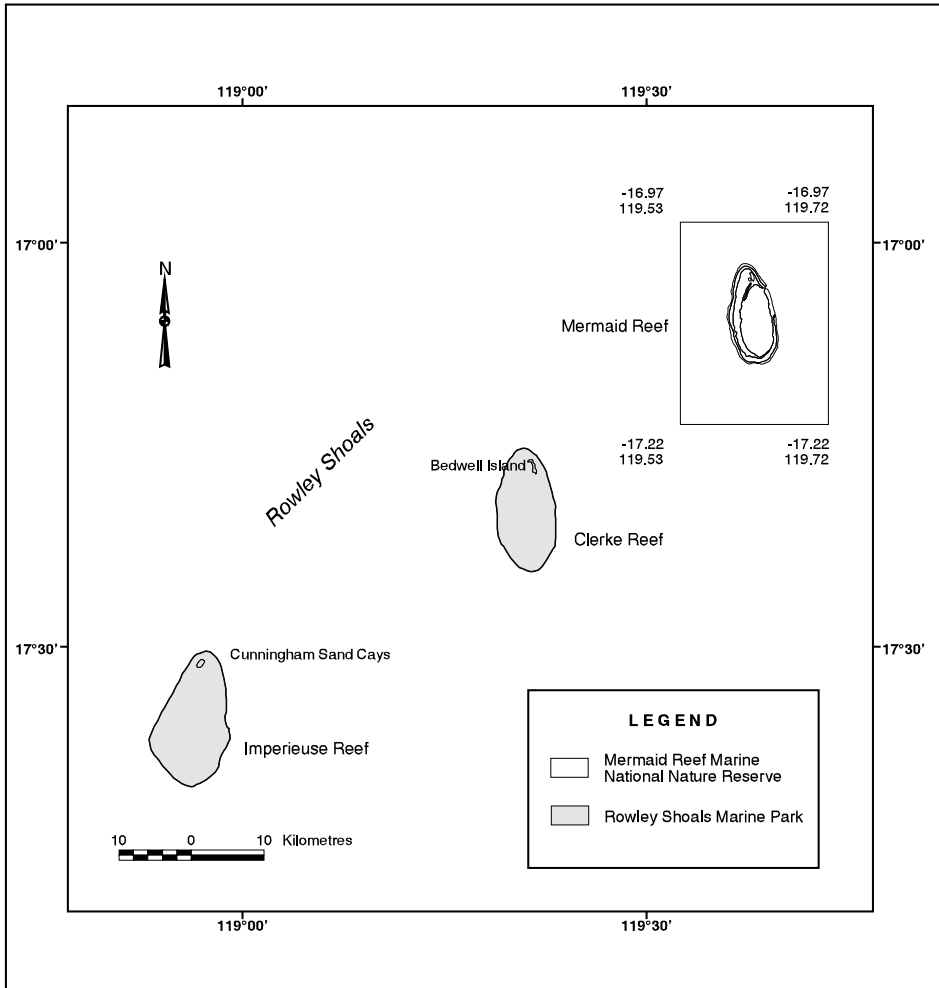 119°00'
119°30'
-16.97
119.53
-16.97
119.72
17°00'
17°00'
N
Mermaid Reef
-17.22
119.53
-17.22
119.72
Rowley Shoals
Bedwell Island
Clerke Reef
17°30'
17°30'
Cunningham Sand Cays
Imperieuse Reef
LEGEND
Mermaid Reef Marine
National Nature Reserve
Rowley Shoals Marine Park
10 0 10 Kilometres
119°00'
119°30'